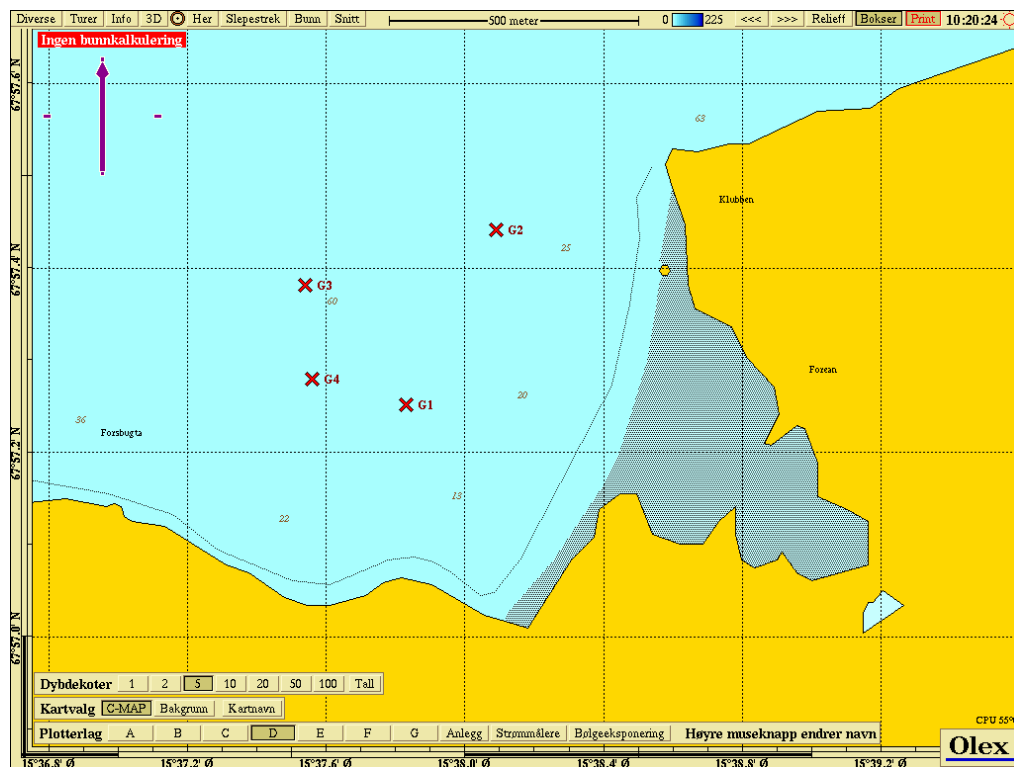 Diverse Turer Info 3D Her Slepestrek Bunn Snitt 500 meter 0 225 <<< >>> Relieff Bokser Print 10:20:24
Ingen bunnkalkulering
67°57.6' N
63
Klubben
G2
25
67°57.4' N
G3
60
Forean
G4
20
G1
36
Forsbugta
67°57.2' N
13
22
67°57.0' N
Dybdekoter 1 2 5 10 20 50 100 Tall
Kartvalg C-MAP Bakgrunn Kartnavn
CPU 55°
Plotterlag A B C D E F G Anlegg Strømmålere Bølgeeksponering Høyre museknapp endrer navn
Olex
15°36.8' Ø 15°37.2' Ø 15°37.6' Ø 15°38.0' Ø 15°38.4' Ø 15°38.8' Ø 15°39.2' Ø